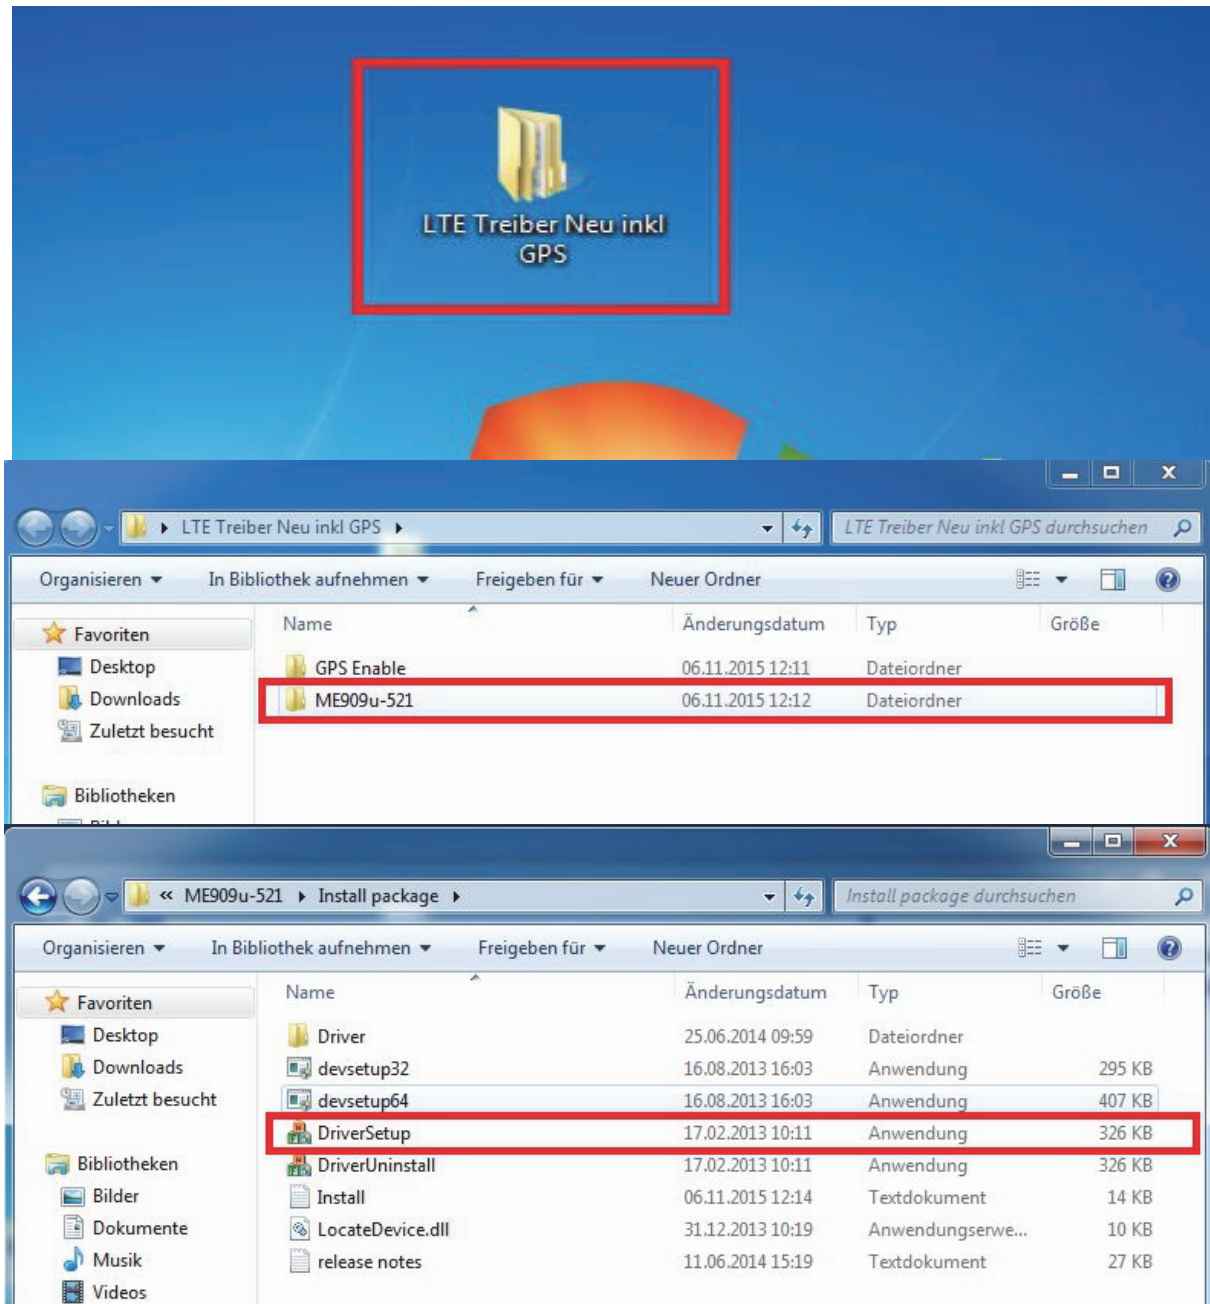 LTE Treiber Neu inkl
GPS
LTE Treiber Neu inkl GPS
LTE Treiber Neu inkl GPS durchsuchen
Organisieren In Bibliothek aufnehmen Freigeben für Neuer Ordner
Name Änderungsdatum Typ Größe
Favoriten
Desktop
Downloads
Zuletzt besucht
Bibliotheken
GPS Enable 06.11.2015 12:11 Dateiordner
ME909u-521 06.11.2015 12:12 Dateiordner
« ME909u-521 Install package
Install package durchsuchen
Organisieren In Bibliothek aufnehmen Freigeben für Neuer Ordner
Name Änderungsdatum Typ Größe
Favoriten
Desktop
Downloads
Zuletzt besucht
Bibliotheken
Bilder
Dokumente
Musik
Videos
Driver 25.06.2014 09:59 Dateiordner
devsetup32 16.08.2013 16:03 Anwendung 295 KB
devsetup64 16.08.2013 16:03 Anwendung 407 KB
DriverSetup 17.02.2013 10:11 Anwendung 326 KB
DriverUninstall 17.02.2013 10:11 Anwendung 326 KB
Install 06.11.2015 12:14 Textdokument 14 KB
LocateDevice.dll 31.12.2013 10:19 Anwendungserwe... 10 KB
release notes 11.06.2014 15:19 Textdokument 27 KB